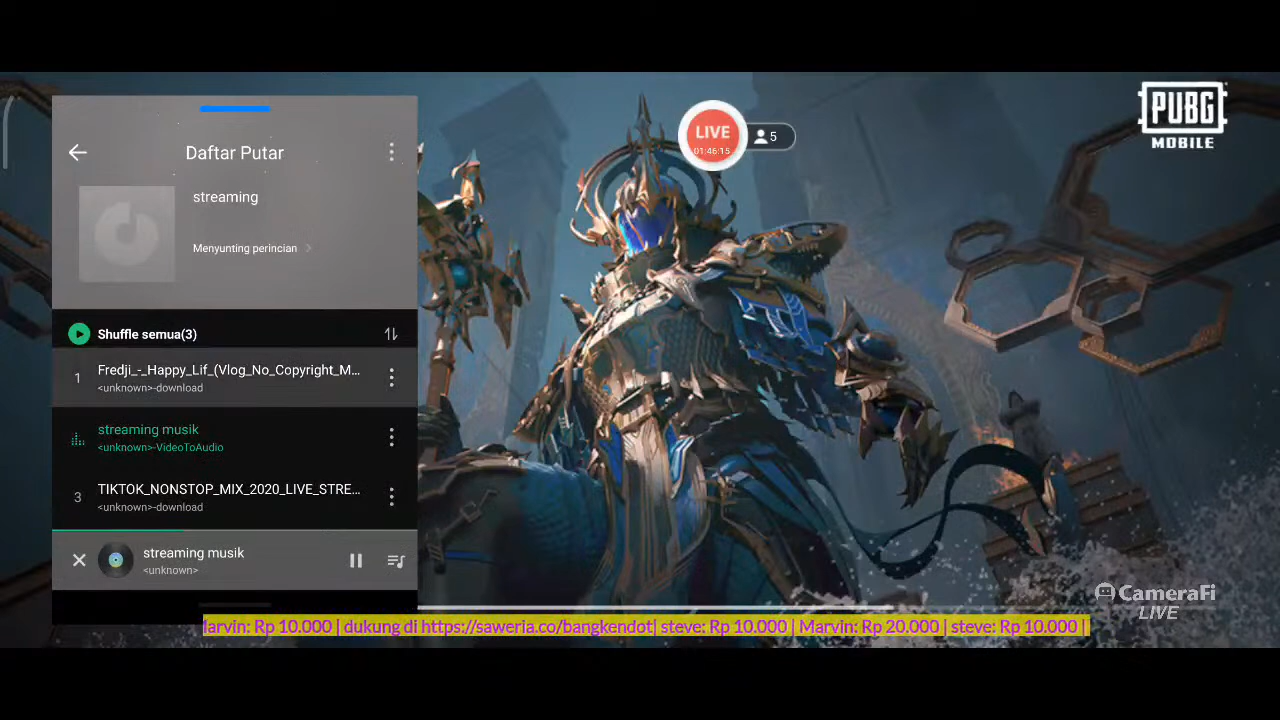 Daftar Putar
streaming
Menyunting perincian
Shuffle semua(3)
1
Fredji_-_Happy_Lif_(Vlog_No_Copyright_M...
<unknown>-download
streaming musik
<unknown>-VideoToAudio
3
TIKTOK_NONSTOP_MIX_2020_LIVE_STRE...
<unknown>-download
streaming musik
<unknown>
LIVE
01:46:15
5
PUBG
MOBILE
CameraFi
LIVE
arvin: Rp 10.000 | dukung di https://saweria.co/bangkendot| steve: Rp 10.000 | Marvin: Rp 20.000 | steve: Rp 10.000 |